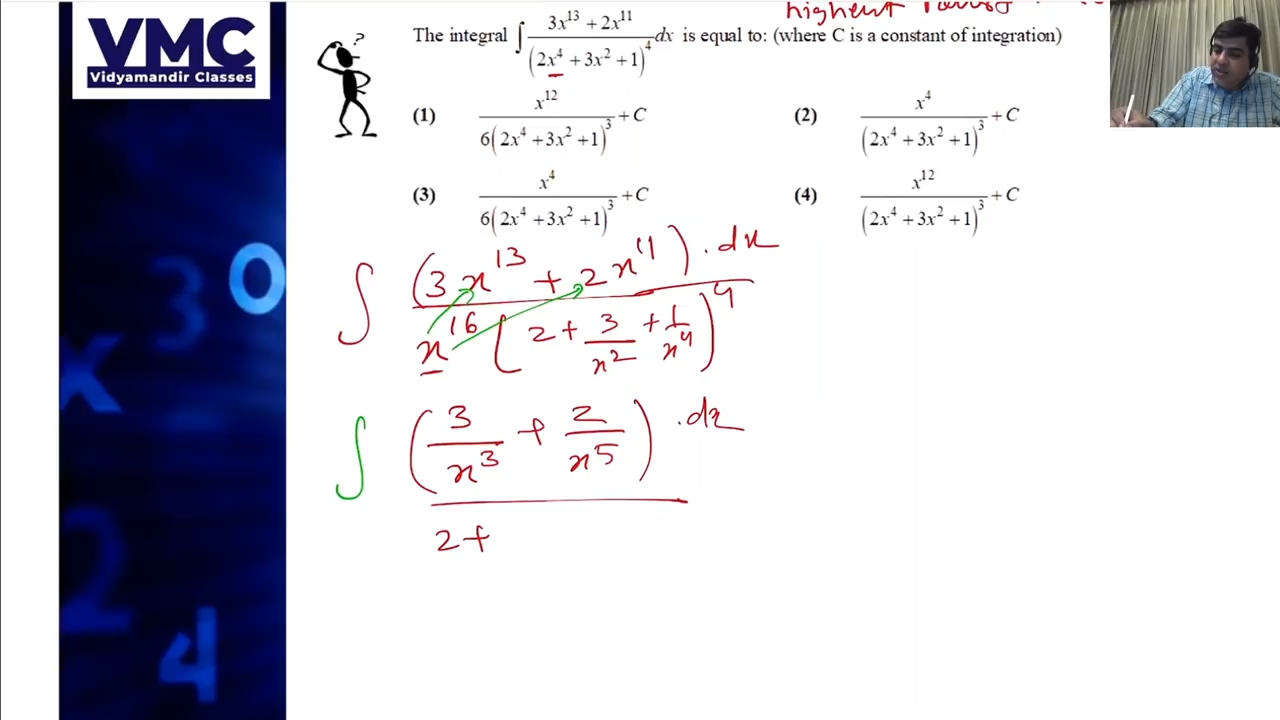 highest
VMC
Vidyamandir Classes
?
The integral ∫ (3x^13 + 2x^11)/(2x^4 + 3x^2 + 1)^4 dx is equal to: (where C is a constant of integration)
(1) x^12/(6(2x^4 + 3x^2 + 1)^3) + C (2) x^4/((2x^4 + 3x^2 + 1)^3) + C
(3) x^4/(6(2x^4 + 3x^2 + 1)^3) + C (4) x^12/((2x^4 + 3x^2 + 1)^3) + C
∫ (3x^13 + 2x^11) . dx / x^16 (2 + 3/x^2 + 1/x^4)^4
∫ (3/x^3 + 2/x^5) . dx
2+
3
0
x
4